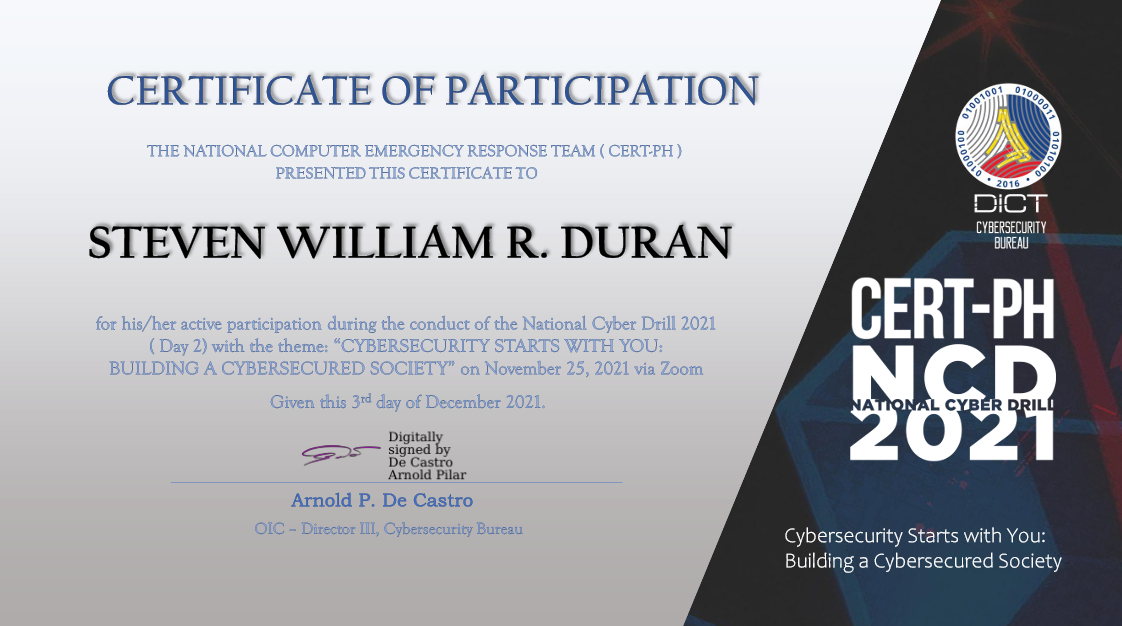 CERTIFICATE OF PARTICIPATION
THE NATIONAL COMPUTER EMERGENCY RESPONSE TEAM ( CERT-PH )
PRESENTED THIS CERTIFICATE TO
STEVEN WILLIAM R. DURAN
for his/her active participation during the conduct of the National Cyber Drill 2021
( Day 2) with the theme: “CYBERSECURITY STARTS WITH YOU:
BUILDING A CYBERSECURED SOCIETY” on November 25, 2021 via Zoom
Given this 3rd day of December 2021.
Digitally
signed by
De Castro
Arnold Pilar
Arnold P. De Castro
OIC – Director III, Cybersecurity Bureau
01000100 01001001 01000011 01010100
• 2016 •
DICT
CYBERSECURITY
BUREAU
CERT-PH
NCD
NATIONAL CYBER DRILL
2021
Cybersecurity Starts with You:
Building a Cybersecured Society